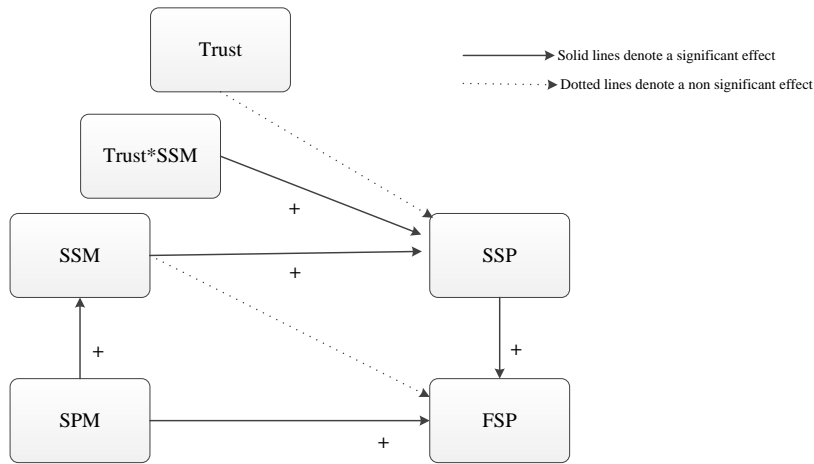 Trust
Solid lines denote a significant effect
Dotted lines denote a non significant effect
Trust*SSM
+
SSM
SSP
+
+
+
SPM
FSP
+